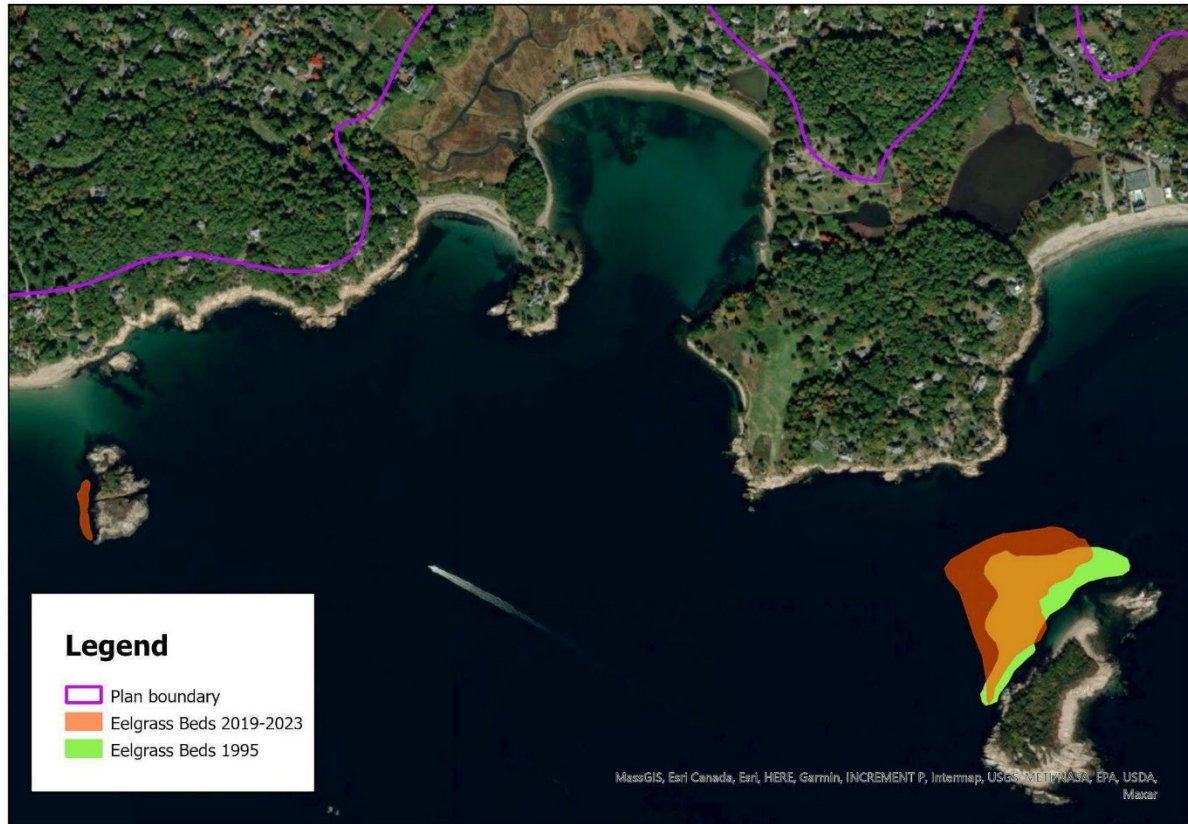 Legend
Plan boundary
Eelgrass Beds 2019-2023
Eelgrass Beds 1995
MassGIS, Esri Canada, Esri, HERE, Garmin, INCREMENT P, Intermap, USGS, METI/NASA, EPA, USDA,
Maxar